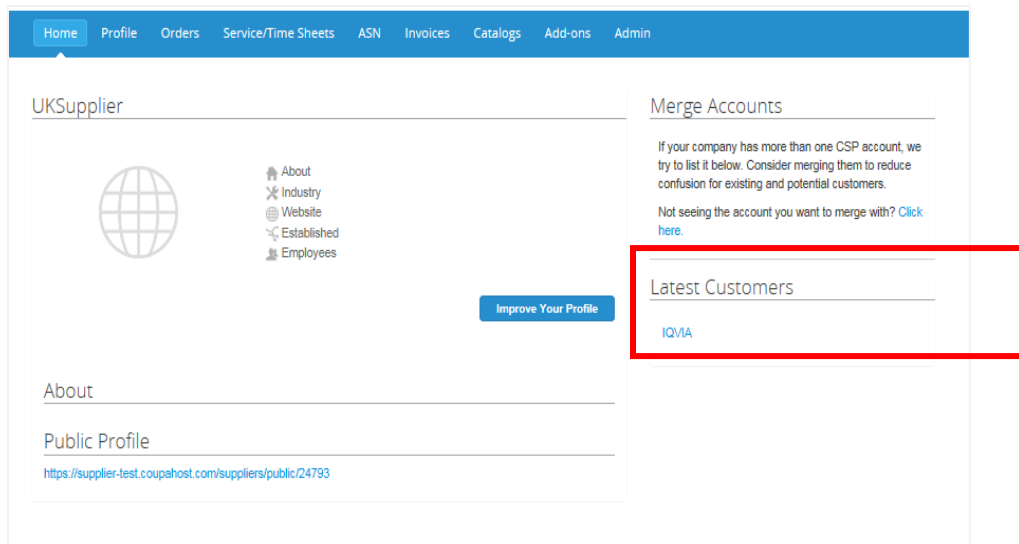 Home Profile Orders Service/Time Sheets ASN Invoices Catalogs Add-ons Admin
UKSupplier
About
Industry
Website
Established
Employees
Improve Your Profile
About
Public Profile
https://supplier-test.coupahost.com/suppliers/public/24793
Merge Accounts
If your company has more than one CSP account, we
try to list it below. Consider merging them to reduce
confusion for existing and potential customers.
Not seeing the account you want to merge with? Click
here.
Latest Customers
IQVIA